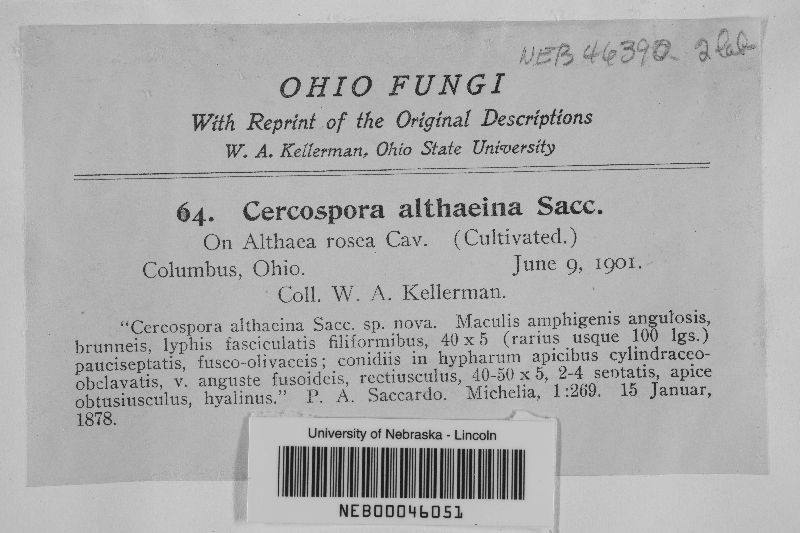 NEB 46390 2 lab
OHIO FUNGI
With Reprint of the Original Descriptions
W. A. Kellerman, Ohio State University
64. Cercospora althaeina Sacc.
On Althaea rosea Cav. (Cultivated.)
Columbus, Ohio. June 9, 1901.
Coll. W. A. Kellerman.
"Cercospora althaeina Sacc. sp. nova. Maculis amphigenis angulosis,
brunneis, lyphis fasciculatis filiformibus, 40 x 5 (rarius usque 100 lgs.)
pauciseptatis, fusco-olivaceis; conidiis in hypharum apicibus cylindraceo-
obclavatis, v. anguste fusoideis, rectiusculus, 40-50 x 5, 2-4 septatis, apice
obtusiusculus, hyalinus." P. A. Saccardo. Michelia, 1:269. 15 Januar,
1878.
University of Nebraska - Lincoln
NEB00046051